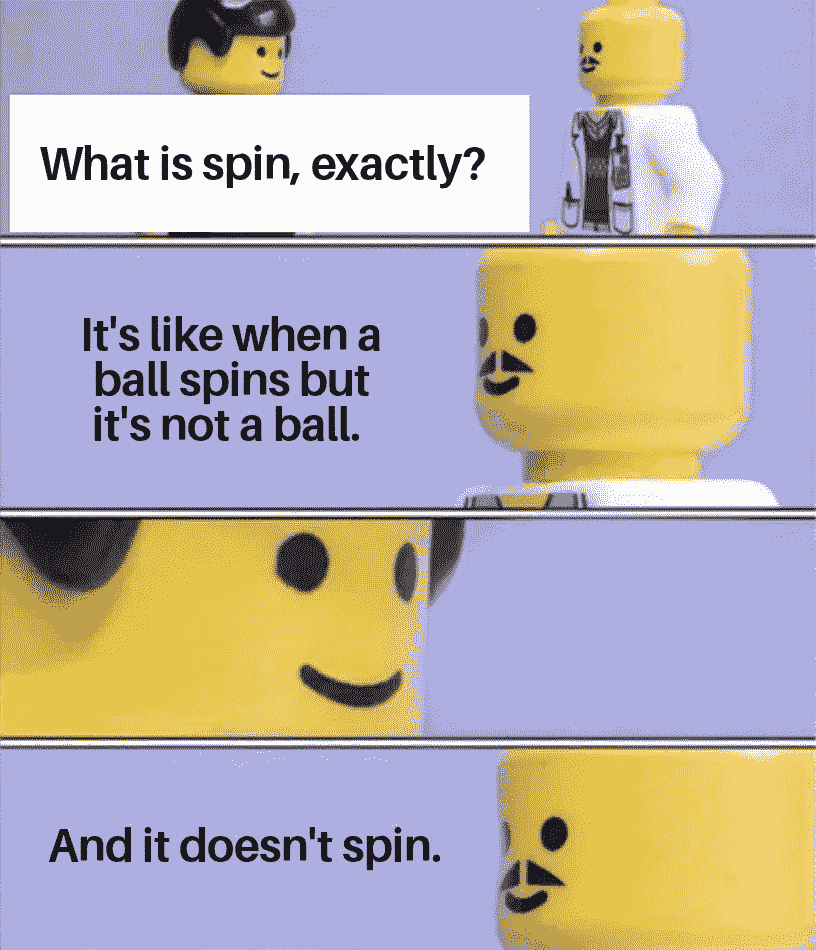 What is spin, exactly?
It's like when a
ball spins but
it's not a ball.
And it doesn't spin.